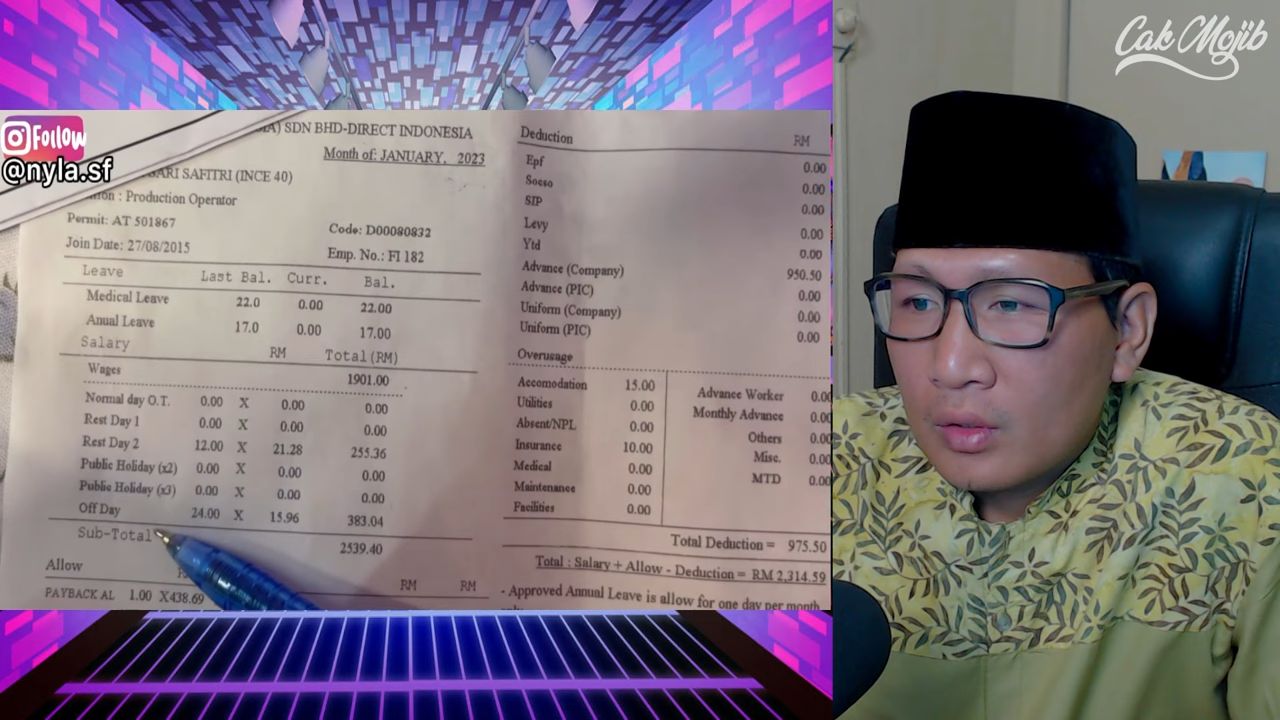 Cak Mojib
Follow
@nyla.sf
SDN BHD-DIRECT INDONESIA
Month of: JANUARY, 2023
SARI SAFITRI (INCE 40)
: Production Operator
Permit: AT 501867
Code: D00080832
Join Date: 27/08/2015
Emp. No.: FI 182
Leave Last Bal. Curr. Bal.
Medical Leave 22.0 0.00 22.00
Anual Leave 17.0 0.00 17.00
Salary RM Total (RM)
Wages 1901.00
Normal day O.T. 0.00 X 0.00 0.00
Rest Day 1 0.00 X 0.00 0.00
Rest Day 2 12.00 X 21.28 255.36
Public Holiday (x2) 0.00 X 0.00 0.00
Public Holiday (x3) 0.00 X 0.00 0.00
Off Day 24.00 X 15.96 383.04
Sub-Total 2539.40
Allow RM RM
PAYBACK AL 1.00 X438.69
Deduction RM
Epf 0.00
Socso 0.00
SIP 0.00
Levy 0.00
Ytd 0.00
Advance (Company) 950.50
Advance (PIC) 0.00
Uniform (Company) 0.00
Uniform (PIC) 0.00
Overusage
Accomodation 15.00 Advance Worker 0.00
Utilities 0.00 Monthly Advance 0.00
Absent/NPL 0.00 Others 0.00
Insurance 10.00 Misc. 0.00
Medical 0.00 MTD 0.00
Maintenance 0.00
Facilities 0.00
Total Deduction = 975.50
Total : Salary + Allow - Deduction = RM 2,314.59
- Approved Annual Leave is allow for one day per month